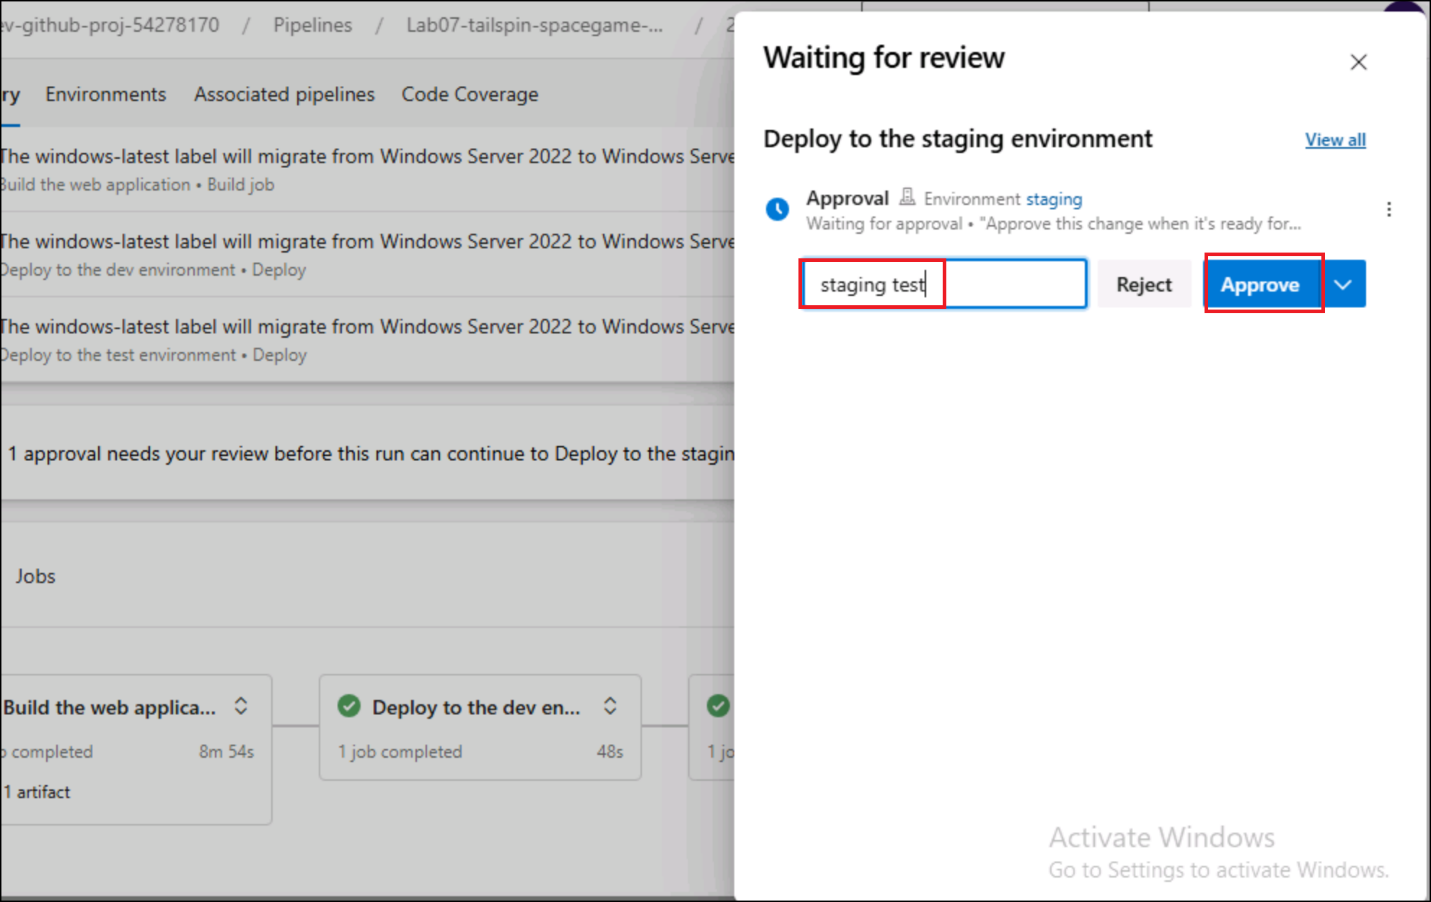 ev-github-proj-54278170 / Pipelines / Lab07-tailspin-spacegame-... / 2
ry Environments Associated pipelines Code Coverage
The windows-latest label will migrate from Windows Server 2022 to Windows Serve
Build the web application • Build job
The windows-latest label will migrate from Windows Server 2022 to Windows Serve
Deploy to the dev environment • Deploy
The windows-latest label will migrate from Windows Server 2022 to Windows Serve
Deploy to the test environment • Deploy
1 approval needs your review before this run can continue to Deploy to the stagin
Jobs
Build the web applica...
o completed 8m 54s
1 artifact
Deploy to the dev en...
1 job completed 48s
1 jo
Waiting for review
Deploy to the staging environment View all
Approval Environment staging
Waiting for approval • "Approve this change when it's ready for...
staging test Reject Approve
Activate Windows
Go to Settings to activate Windows.